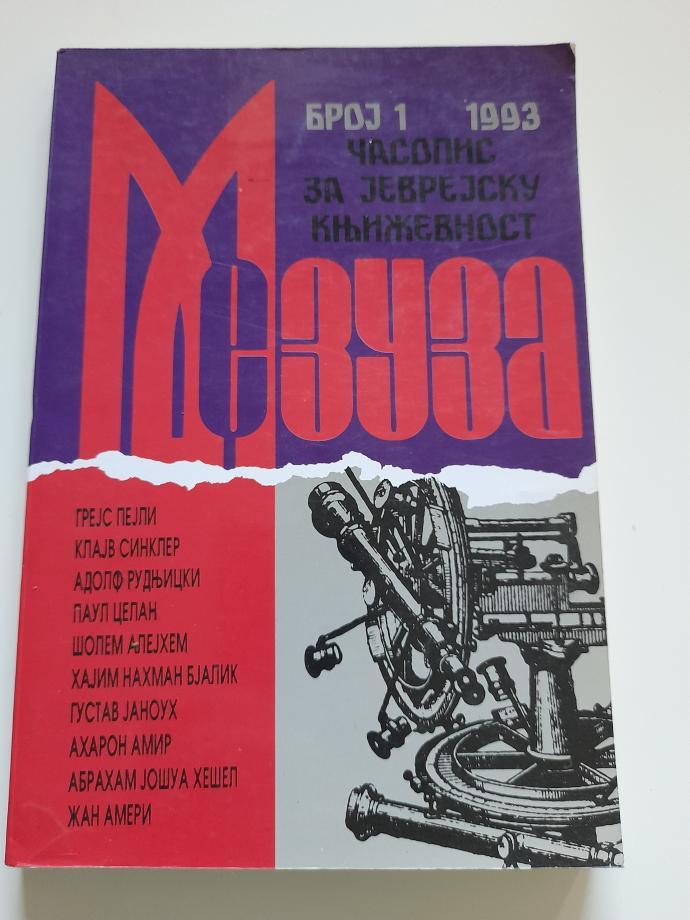 БРОЈ 1 1993
ЧАСОПИС
ЗА ЈЕВРЕЈСКУ
КЊИЖЕВНОСТ
Мезуза
ГРЕЈС ПЕЈЛИ
КЛАЈВ СИНКЛЕР
АДОЛФ РУДЊИЦКИ
ПАУЛ ЦЕЛАН
ШОЛЕМ АЛЕЈХЕМ
ХАЈИМ НАХМАН БЈАЛИК
ГУСТАВ ЈАНОУХ
АХАРОН АМИР
АБРАХАМ ЈОШУА ХЕШЕЛ
ЖАН АМЕРИ